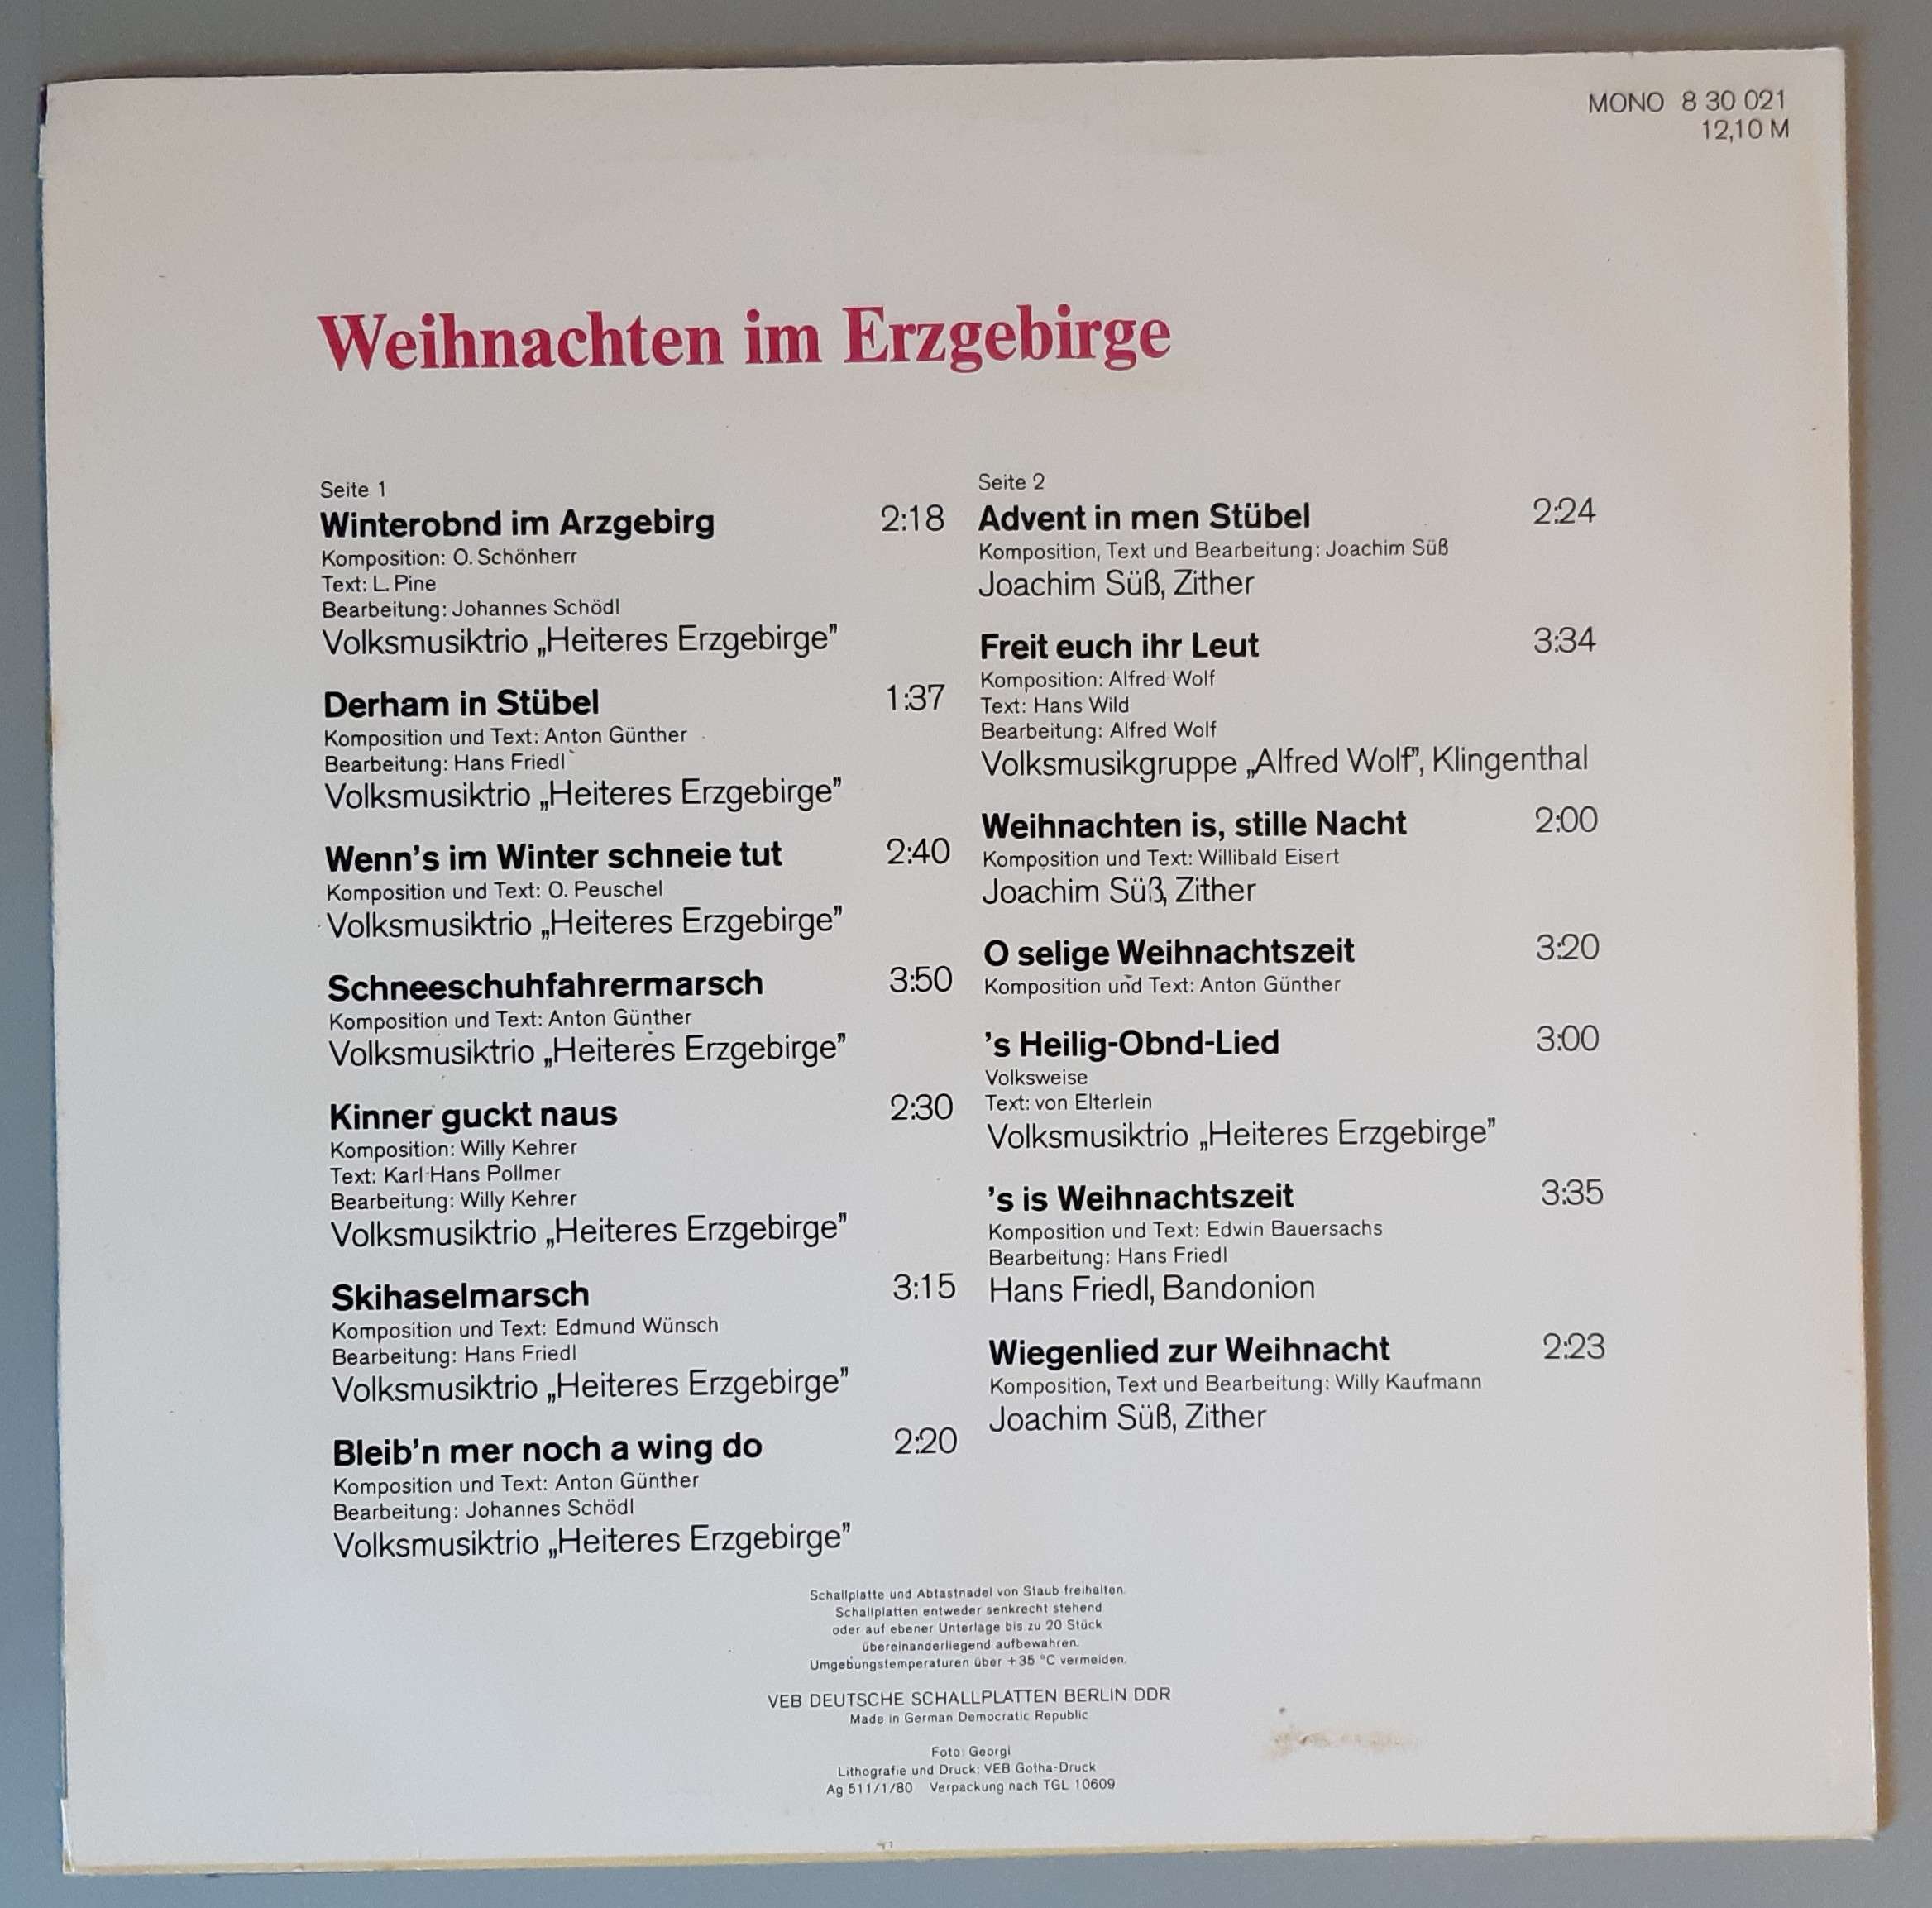 MONO 8 30 021
12,10 M
Weihnachten im Erzgebirge
Seite 1
Winterobnd im Arzgebirg 2:18
Komposition: O. Schönherr
Text: L. Pine
Bearbeitung: Johannes Schödl
Volksmusiktrio „Heiteres Erzgebirge”
Derham in Stübel 1:37
Komposition und Text: Anton Günther
Bearbeitung: Hans Friedl
Volksmusiktrio „Heiteres Erzgebirge”
Wenn's im Winter schneie tut 2:40
Komposition und Text: O. Peuschel
Volksmusiktrio „Heiteres Erzgebirge”
Schneeschuhfahrermarsch 3:50
Komposition und Text: Anton Günther
Volksmusiktrio „Heiteres Erzgebirge”
Kinner guckt naus 2:30
Komposition: Willy Kehrer
Text: Karl Hans Pollmer
Bearbeitung: Willy Kehrer
Volksmusiktrio „Heiteres Erzgebirge”
Skihaselmarsch 3:15
Komposition und Text: Edmund Wünsch
Bearbeitung: Hans Friedl
Volksmusiktrio „Heiteres Erzgebirge”
Bleib'n mer noch a wing do 2:20
Komposition und Text: Anton Günther
Bearbeitung: Johannes Schödl
Volksmusiktrio „Heiteres Erzgebirge”
Seite 2
Advent in men Stübel 2:24
Komposition, Text und Bearbeitung: Joachim Süß
Joachim Süß, Zither
Freit euch ihr Leut 3:34
Komposition: Alfred Wolf
Text: Hans Wild
Bearbeitung: Alfred Wolf
Volksmusikgruppe „Alfred Wolf”, Klingenthal
Weihnachten is, stille Nacht 2:00
Komposition und Text: Willibald Eisert
Joachim Süß, Zither
O selige Weihnachtszeit 3:20
Komposition und Text: Anton Günther
's Heilig-Obnd-Lied 3:00
Volksweise
Text: von Elterlein
Volksmusiktrio „Heiteres Erzgebirge”
's is Weihnachtszeit 3:35
Komposition und Text: Edwin Bauersachs
Bearbeitung: Hans Friedl
Hans Friedl, Bandonion
Wiegenlied zur Weihnacht 2:23
Komposition, Text und Bearbeitung: Willy Kaufmann
Joachim Süß, Zither
Schallplatte und Abtastnadel von Staub freihalten.
Schallplatten entweder senkrecht stehend
oder auf ebener Unterlage bis zu 20 Stück
übereinanderliegend aufbewahren.
Umgebungstemperaturen über +35 °C vermeiden.
VEB DEUTSCHE SCHALLPLATTEN BERLIN DDR
Made in German Democratic Republic
Foto: Georgi
Lithografie und Druck: VEB Gotha-Druck
Ag 511/1/80 Verpackung nach TGL 10609